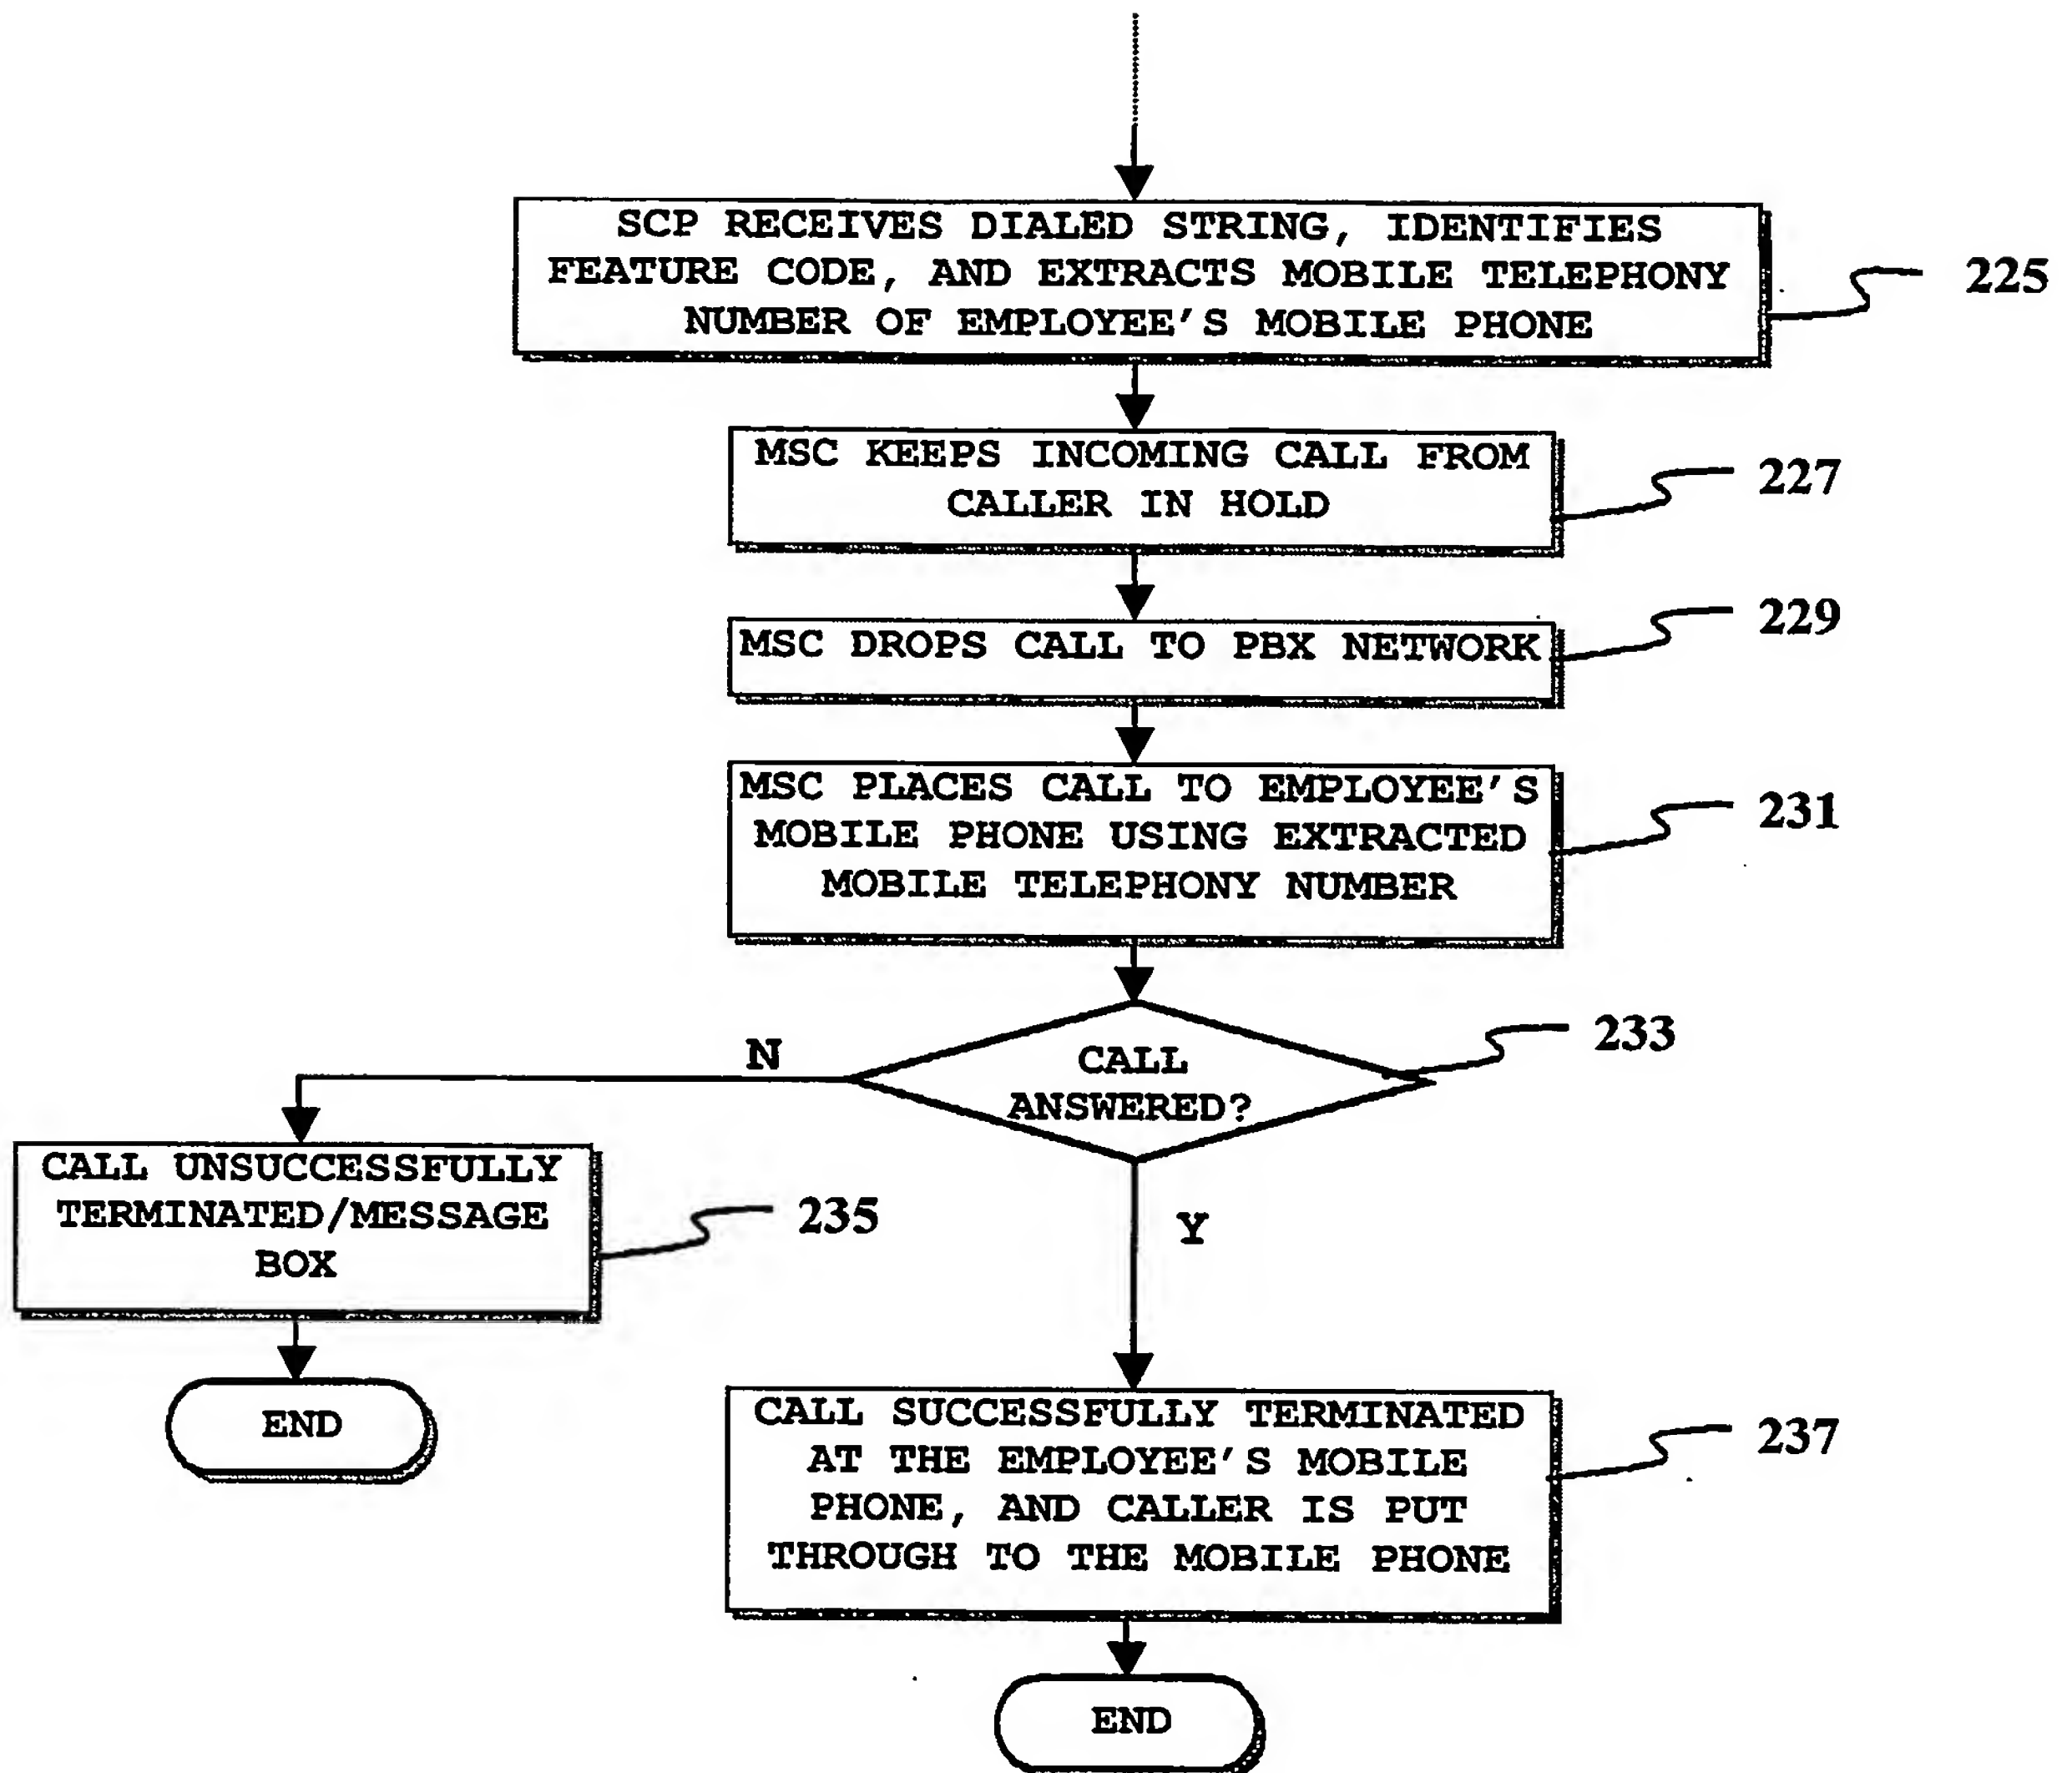 SCP RECEIVES DIALED STRING, IDENTIFIES
FEATURE CODE, AND EXTRACTS MOBILE TELEPHONY
NUMBER OF EMPLOYEE'S MOBILE PHONE
225
MSC KEEPS INCOMING CALL FROM
CALLER IN HOLD
227
MSC DROPS CALL TO PBX NETWORK
229
MSC PLACES CALL TO EMPLOYEE'S
MOBILE PHONE USING EXTRACTED
MOBILE TELEPHONY NUMBER
231
CALL
ANSWERED?
233
N
CALL UNSUCCESSFULLY
TERMINATED/MESSAGE
BOX
235
Y
END
CALL SUCCESSFULLY TERMINATED
AT THE EMPLOYEE'S MOBILE
PHONE, AND CALLER IS PUT
THROUGH TO THE MOBILE PHONE
237
END